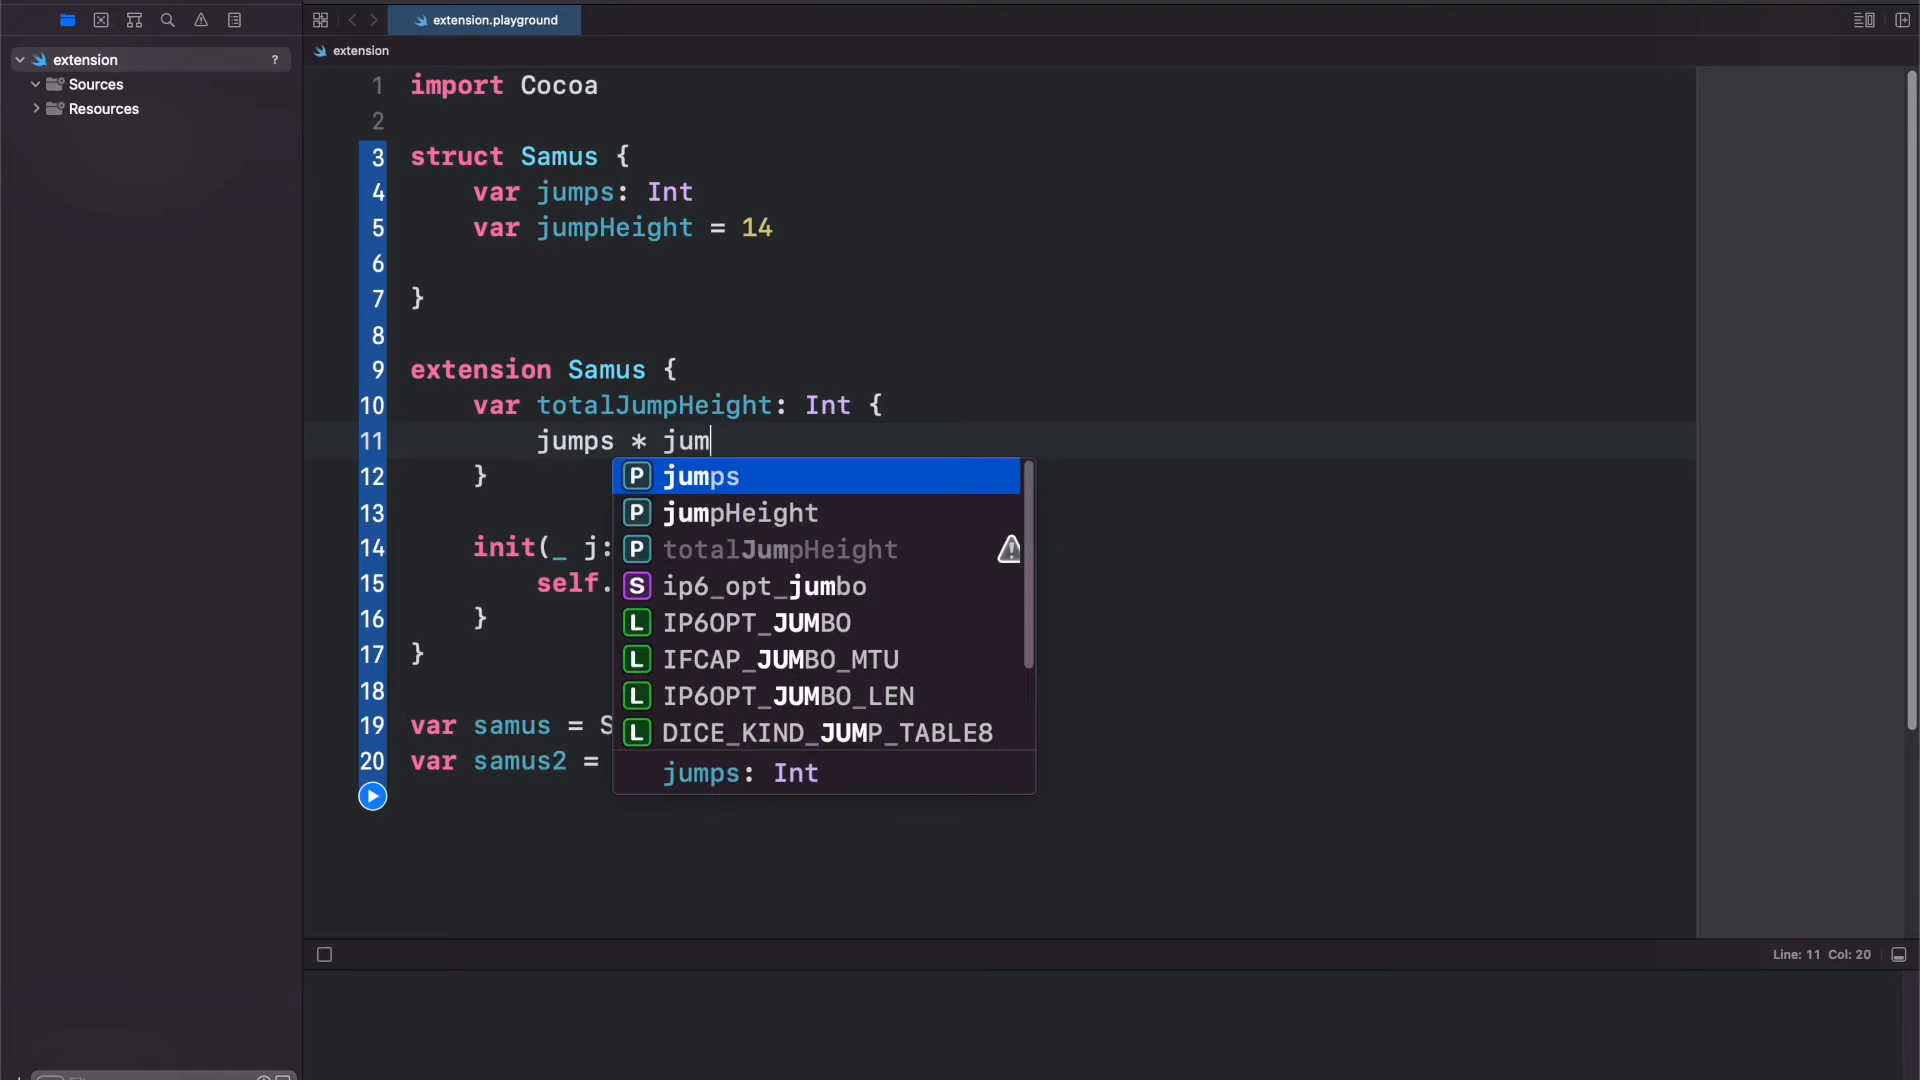 extension.playground
extension
extension ?
Sources
Resources
1 import Cocoa
2
3 struct Samus {
4 var jumps: Int
5 var jumpHeight = 14
6
7 }
8
9 extension Samus {
10 var totalJumpHeight: Int {
11 jumps * jum
12 }
13
14 init(_ j:
15 self.
16 }
17 }
18
19 var samus = S
20 var samus2 =
P jumps
P jumpHeight
P totalJumpHeight
S ip6_opt_jumbo
L IP6OPT_JUMBO
L IFCAP_JUMBO_MTU
L IP6OPT_JUMBO_LEN
L DICE_KIND_JUMP_TABLE8
jumps: Int
Line: 11 Col: 20